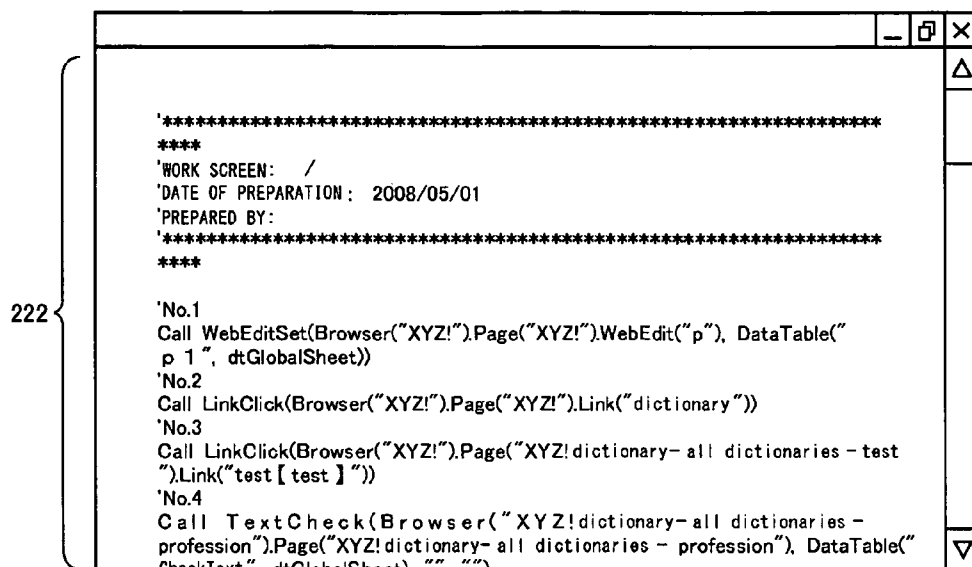 '******************************************************************
****
'WORK SCREEN: /
'DATE OF PREPARATION: 2008/05/01
'PREPARED BY:
'******************************************************************
****
222
'No.1
Call WebEditSet(Browser("XYZ!").Page("XYZ!").WebEdit("p"), DataTable("
p 1 ", dtGlobalSheet))
'No.2
Call LinkClick(Browser("XYZ!").Page("XYZ!").Link("dictionary"))
'No.3
Call LinkClick(Browser("XYZ!").Page("XYZ!dictionary- all dictionaries - test
").Link("test【 test 】"))
'No.4
Call TextCheck(Browser("XYZ!dictionary- all dictionaries -
profession").Page("XYZ!dictionary- all dictionaries - profession"), DataTable("
CheckText", dtGlobalSheet), "", "")